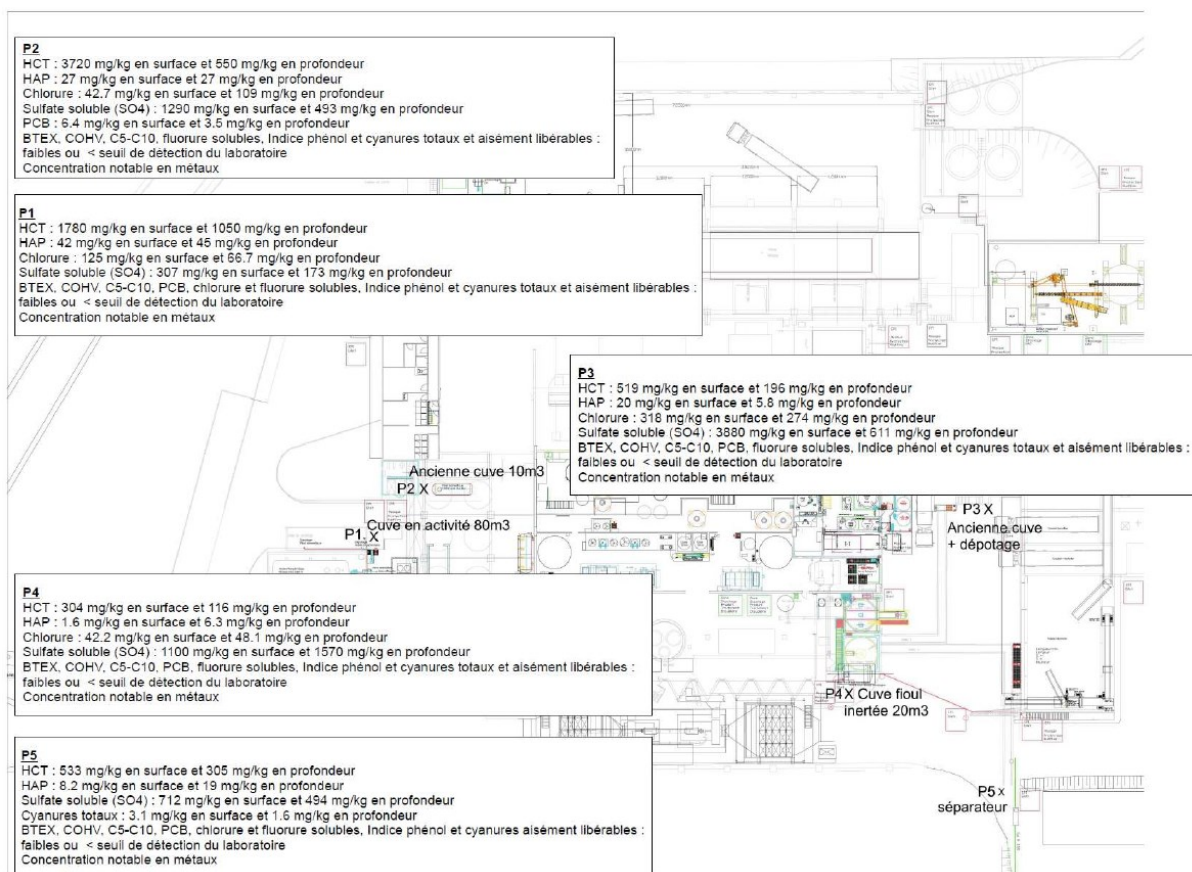 P2
HCT : 3720 mg/kg en surface et 550 mg/kg en profondeur
HAP : 27 mg/kg en surface et 27 mg/kg en profondeur
Chlorure : 42.7 mg/kg en surface et 109 mg/kg en profondeur
Sulfate soluble (SO4) : 1290 mg/kg en surface et 493 mg/kg en profondeur
PCB : 6.4 mg/kg en surface et 3.5 mg/kg en profondeur
BTEX, COHV, C5-C10, fluorure solubles, Indice phénol et cyanures totaux et aisément libérables :
faibles ou < seuil de détection du laboratoire
Concentration notable en métaux
P1
HCT : 1780 mg/kg en surface et 1050 mg/kg en profondeur
HAP : 42 mg/kg en surface et 45 mg/kg en profondeur
Chlorure : 125 mg/kg en surface et 66.7 mg/kg en profondeur
Sulfate soluble (SO4) : 307 mg/kg en surface et 173 mg/kg en profondeur
BTEX, COHV, C5-C10, PCB, chlorure et fluorure solubles, Indice phénol et cyanures totaux et aisément libérables :
faibles ou < seuil de détection du laboratoire
Concentration notable en métaux
P3
HCT : 519 mg/kg en surface et 196 mg/kg en profondeur
HAP : 20 mg/kg en surface et 5.8 mg/kg en profondeur
Chlorure : 318 mg/kg en surface et 274 mg/kg en profondeur
Sulfate soluble (SO4) : 3880 mg/kg en surface et 611 mg/kg en profondeur
BTEX, COHV, C5-C10, PCB, fluorure solubles, Indice phénol et cyanures totaux et aisément libérables :
faibles ou < seuil de détection du laboratoire
Concentration notable en métaux
Ancienne cuve 10m3
P2 X
Cuve en activité 80m3
P1. X
P3 X
Ancienne cuve
+ dépotage
P4
HCT : 304 mg/kg en surface et 116 mg/kg en profondeur
HAP : 1.6 mg/kg en surface et 6.3 mg/kg en profondeur
Chlorure : 42.2 mg/kg en surface et 48.1 mg/kg en profondeur
Sulfate soluble (SO4) : 1100 mg/kg en surface et 1570 mg/kg en profondeur
BTEX, COHV, C5-C10, PCB, fluorure solubles, Indice phénol et cyanures totaux et aisément libérables :
faibles ou < seuil de détection du laboratoire
Concentration notable en métaux
P4 X Cuve fioul
inertée 20m3
P5
HCT : 533 mg/kg en surface et 305 mg/kg en profondeur
HAP : 8.2 mg/kg en surface et 19 mg/kg en profondeur
Sulfate soluble (SO4) : 712 mg/kg en surface et 494 mg/kg en profondeur
Cyanures totaux : 3.1 mg/kg en surface et 1.6 mg/kg en profondeur
BTEX, COHV, C5-C10, PCB, chlorure et fluorure solubles, Indice phénol et cyanures aisément libérables :
faibles ou < seuil de détection du laboratoire
Concentration notable en métaux
P5 x
séparateur